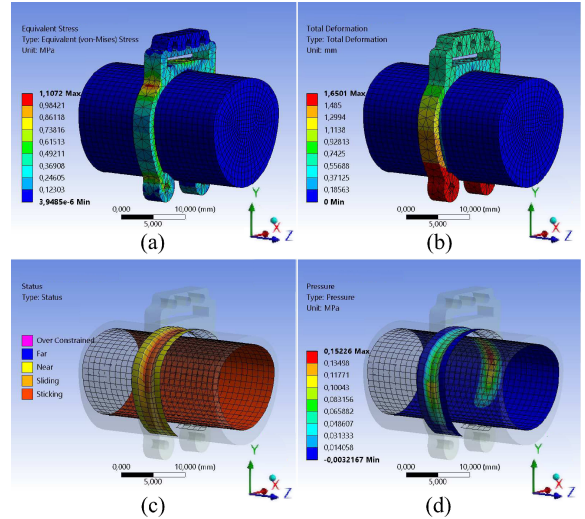 Equivalent Stress
Type: Equivalent (von-Mises) Stress
Unit: MPa
1,1072 Max
0,98421
0,86118
0,73816
0,61513
0,49211
0,36908
0,24605
0,12303
3,9485e-6 Min
0,000
10,000 (mm)
5,000
Y
X
Z
(a)
Total Deformation
Type: Total Deformation
Unit: mm
1,6501 Max
1,485
1,2994
1,1138
0,92813
0,7425
0,55688
0,37125
0,18563
0 Min
0,000
10,000 (mm)
5,000
Y
X
Z
(b)
Status
Type: Status
Over Constrained
Far
Near
Sliding
Sticking
0,000
10,000 (mm)
5,000
Y
X
Z
(c)
Pressure
Type: Pressure
Unit: MPa
0,15226 Max
0,13498
0,11771
0,10043
0,083156
0,065882
0,048607
0,031333
0,014058
-0,0032167 Min
0,000
10,000 (mm)
5,000
Y
X
Z
(d)